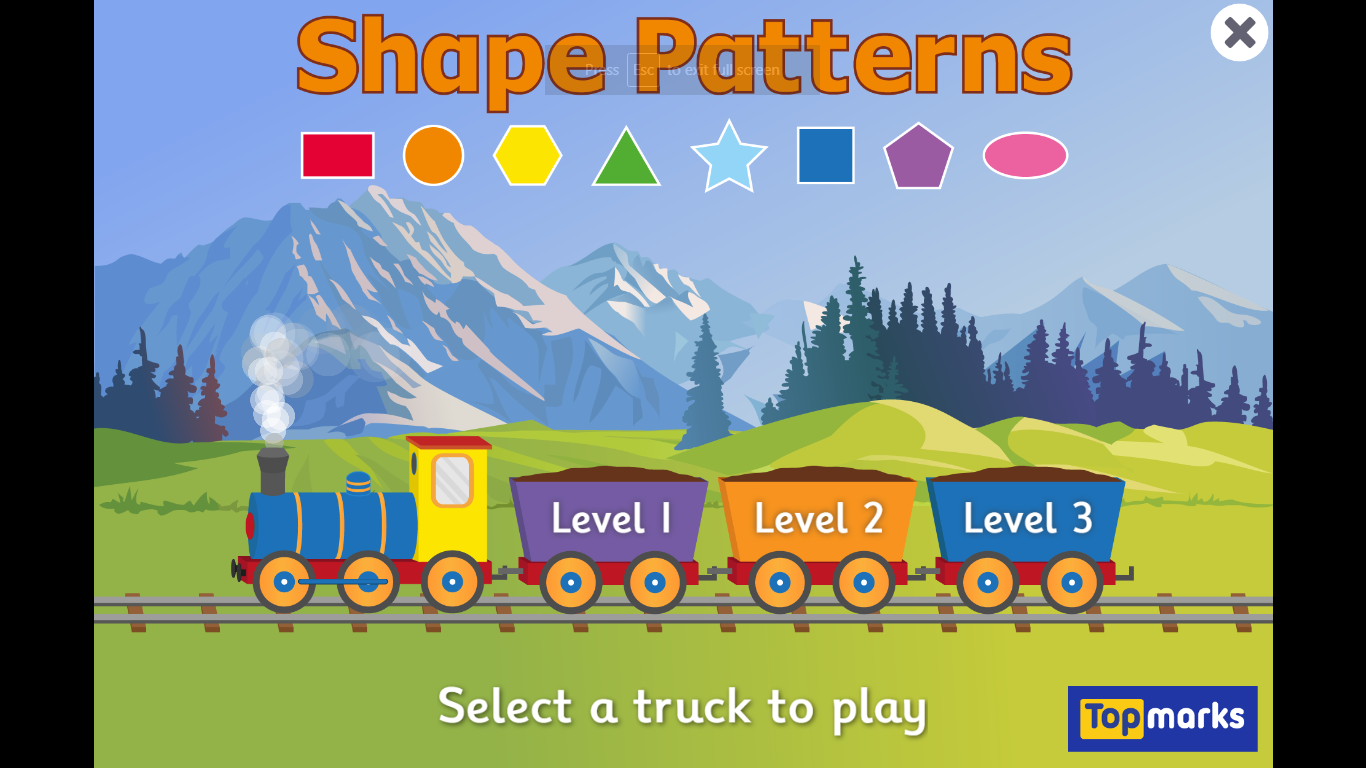 Shape Patterns
Press Esc to exit full screen
Level 1
Level 2
Level 3
Select a truck to play
Topmarks